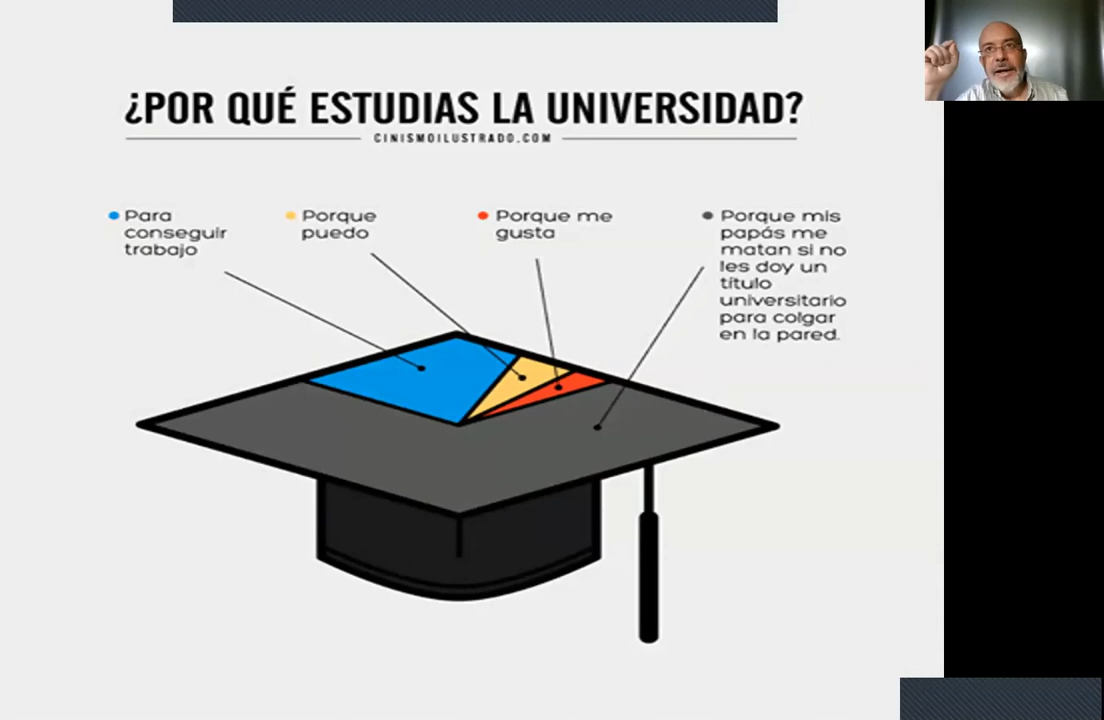 ¿POR QUÉ ESTUDIAS LA UNIVERSIDAD?
CINISMOILUSTRADO.COM
Para
conseguir
trabajo
Porque
puedo
Porque me
gusta
Porque mis
papás me
matan si no
les doy un
título
universitario
para colgar
en la pared.